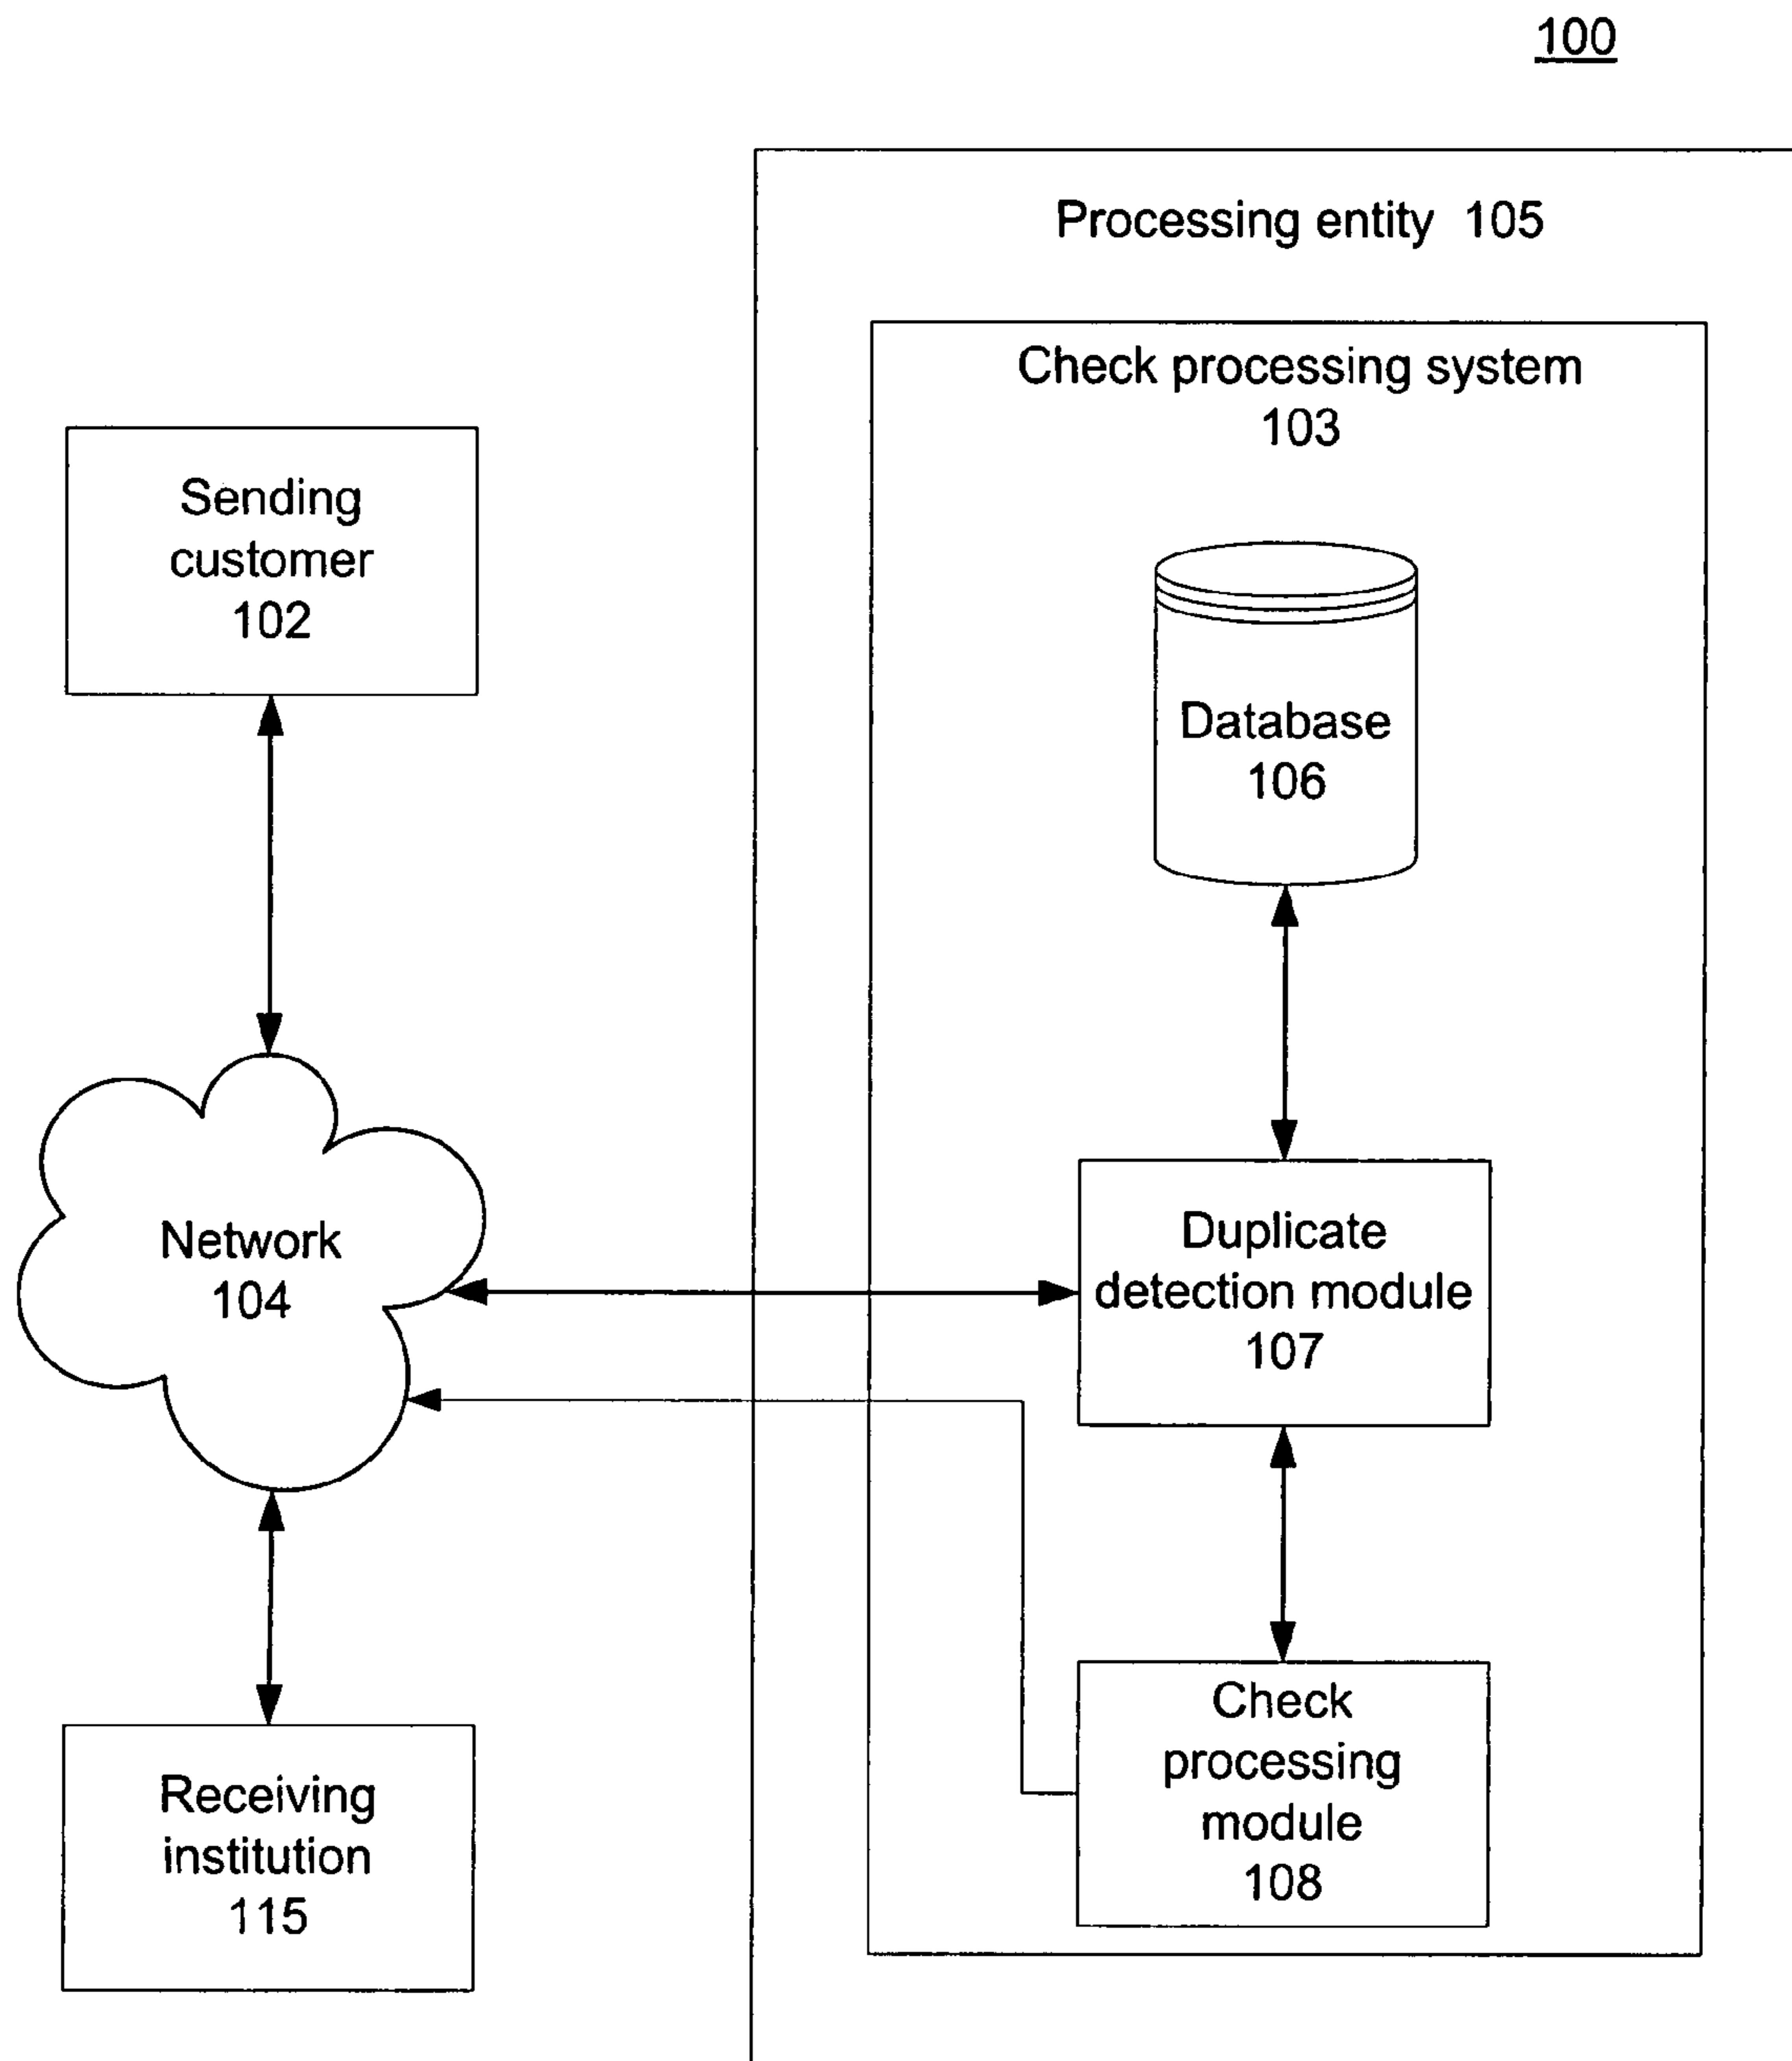 100
Processing entity 105
Check processing system
103
Sending
customer
102
Database
106
Network
104
Duplicate
detection module
107
Receiving
institution
115
Check
processing
module
108